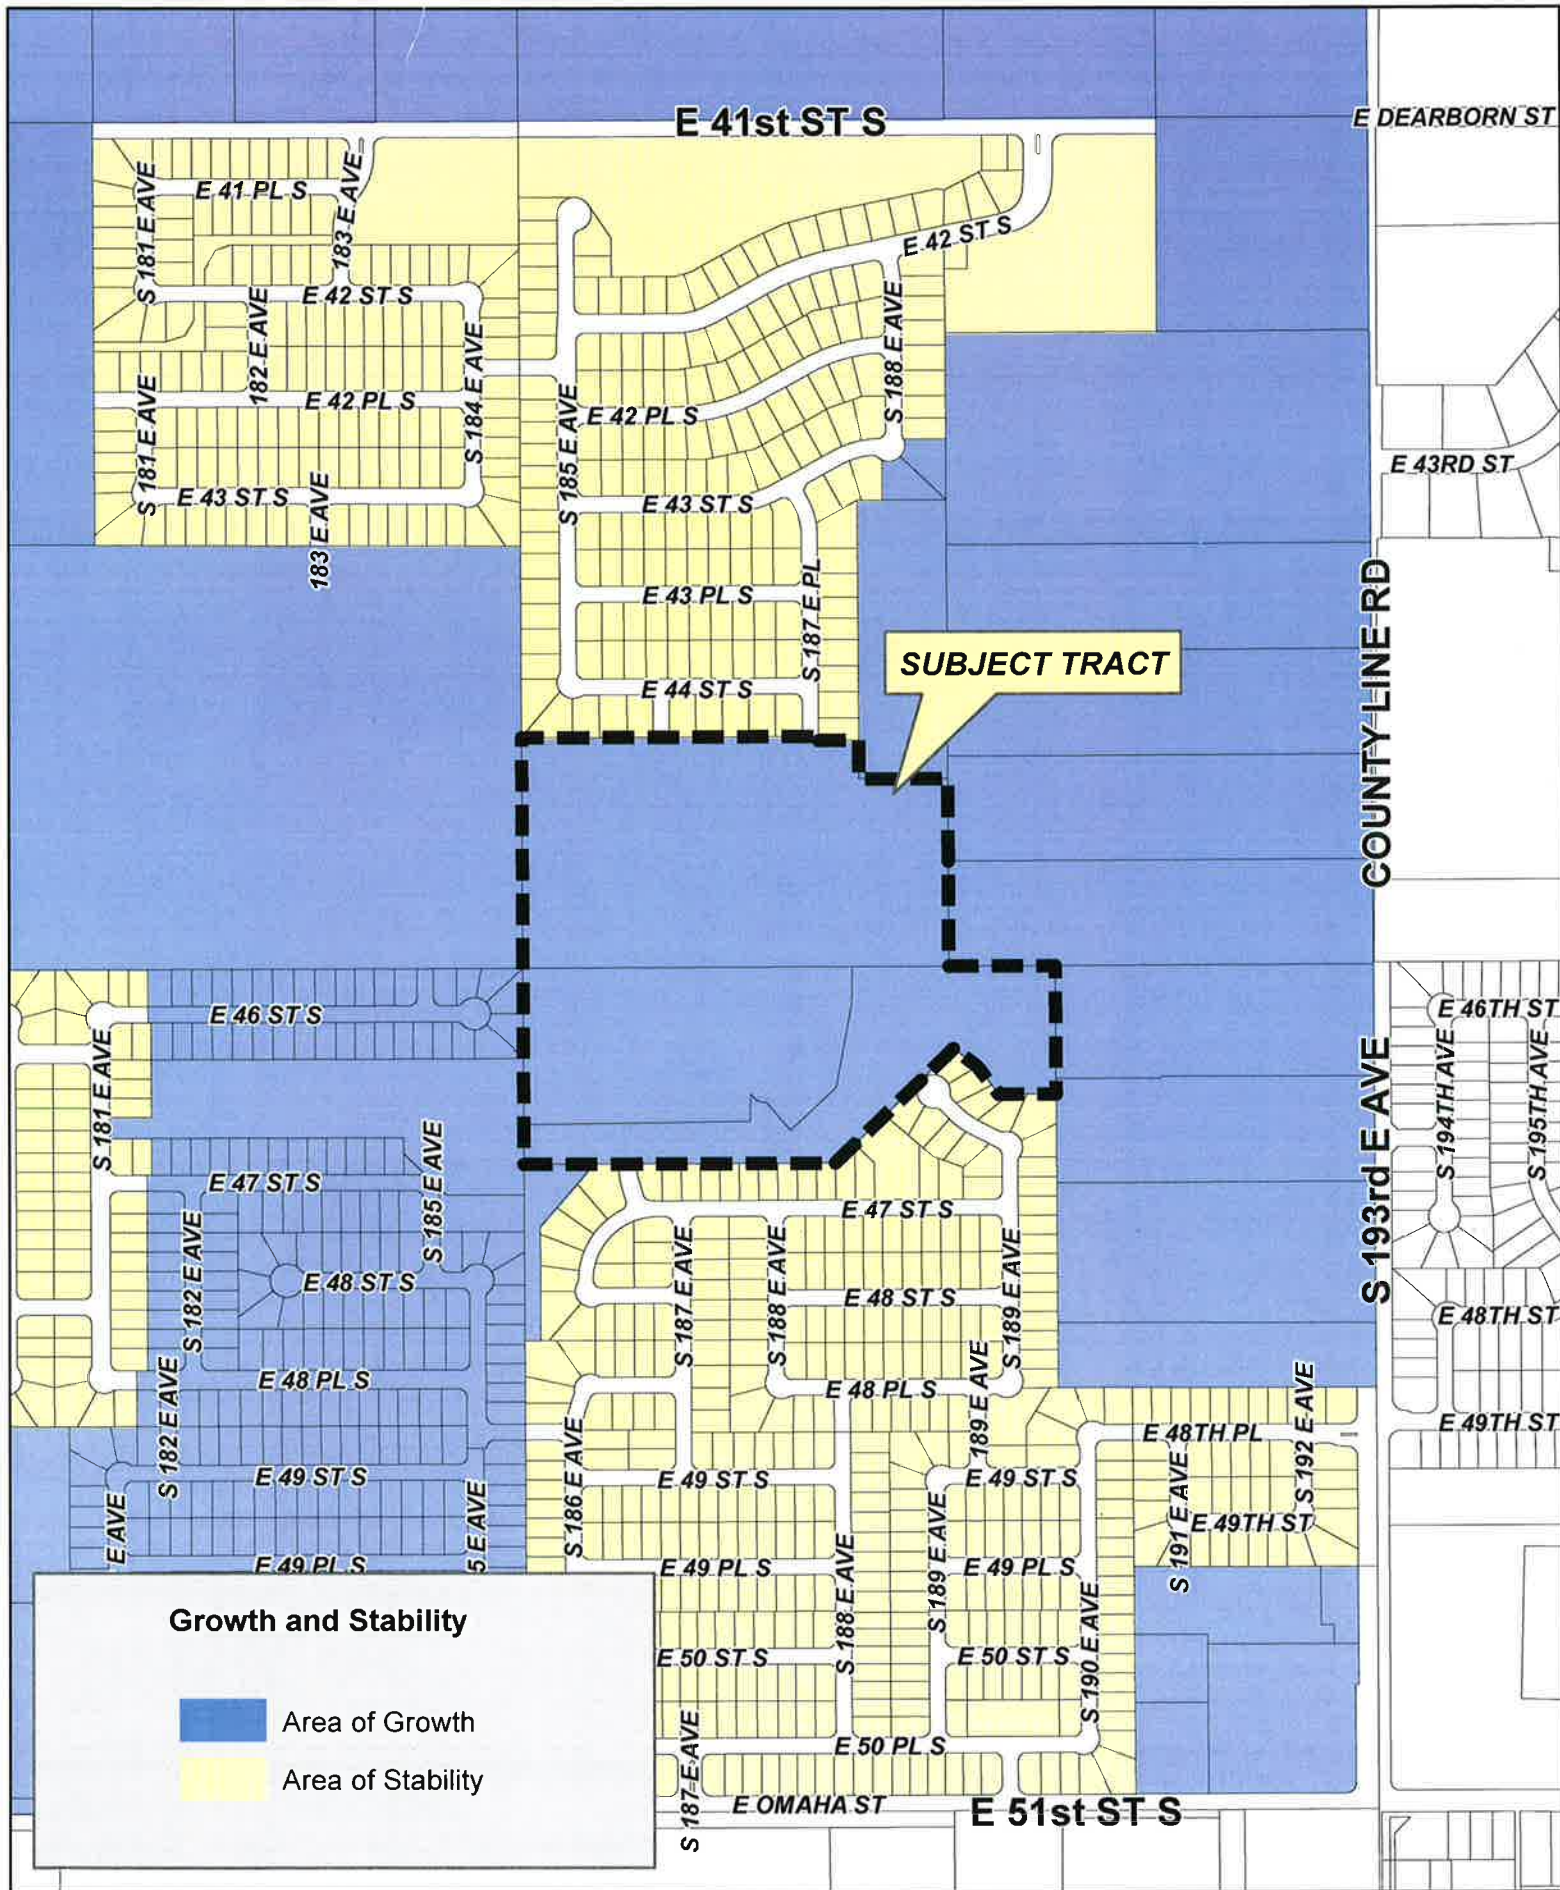 E 41st ST S
E DEARBORN ST
E 41 PL S
S 181 E AVE
183 E AVE
E 42 ST S
E 42 ST S
182 E AVE
S 184 E AVE
S 188 E AVE
E 42 PL S
E 42 PL S
S 181 E AVE
S 185 E AVE
E 43RD ST
E 43 ST S
E 43 ST S
183 E AVE
E 43 PL S
S 187 E PL
COUNTY LINE RD
SUBJECT TRACT
E 44 ST S
E 46 ST S
E 46TH ST
S 181 E AVE
S 193rd E AVE
S 194TH AVE
S 195TH AVE
S 185 E AVE
E 47 ST S
E 47 ST S
S 182 E AVE
S 187 E AVE
S 188 E AVE
S 189 E AVE
E 48 ST S
E 48 ST S
E 48TH ST
E 48 PL S
E 48 PL S
S 182 E AVE
189 E AVE
S 192 E AVE
E 49TH ST
E 48TH PL
S 186 E AVE
E 49 ST S
E 49 ST S
E 49 ST S
S 191 E AVE
E AVE
5 E AVE
S 189 E AVE
E 49TH ST
E 49 PL S
E 49 PL S
E 49 PL S
S 188 E AVE
S 190 E AVE
E 50 ST S
E 50 ST S
S 187 E AVE
E 50 PL S
E OMAHA ST
E 51st ST S
Growth and Stability
Area of Growth
Area of Stability